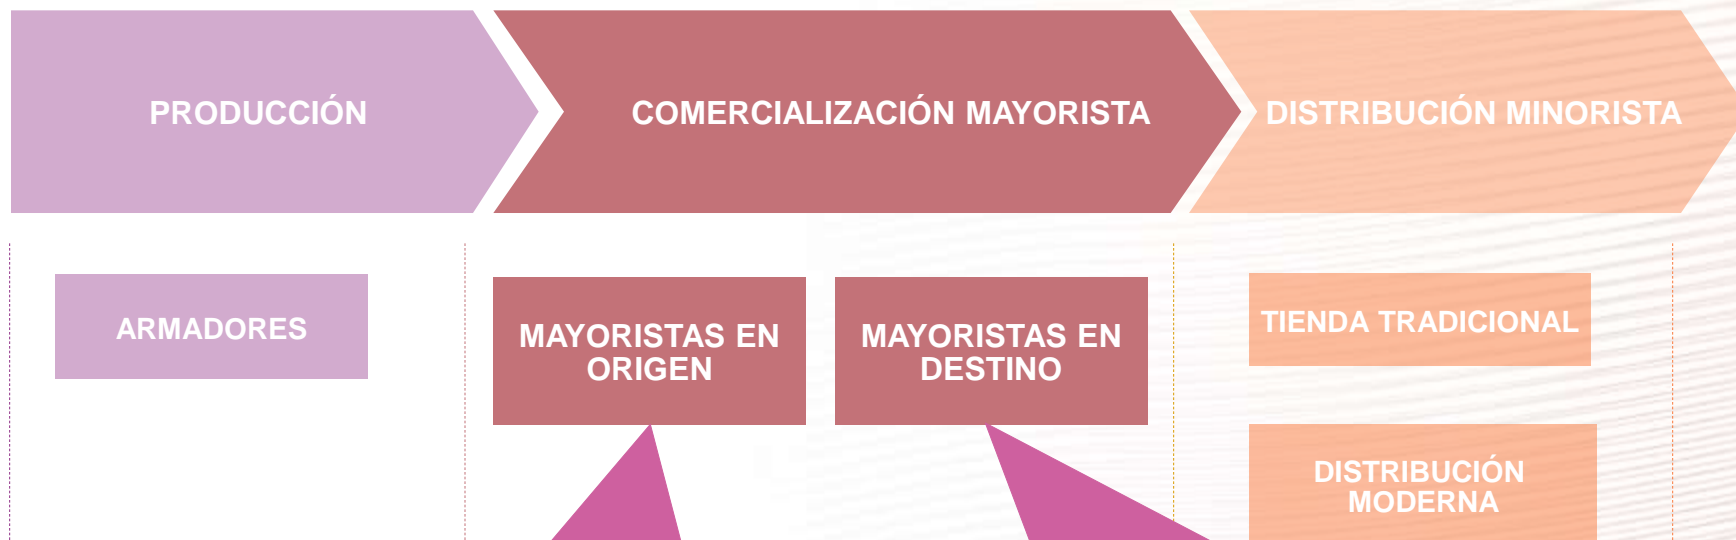 PRODUCCIÓN
COMERCIALIZACIÓN MAYORISTA
DISTRIBUCIÓN MINORISTA
ARMADORES
MAYORISTAS EN
ORIGEN
MAYORISTAS EN
DESTINO
TIENDA TRADICIONAL
DISTRIBUCIÓN
MODERNA